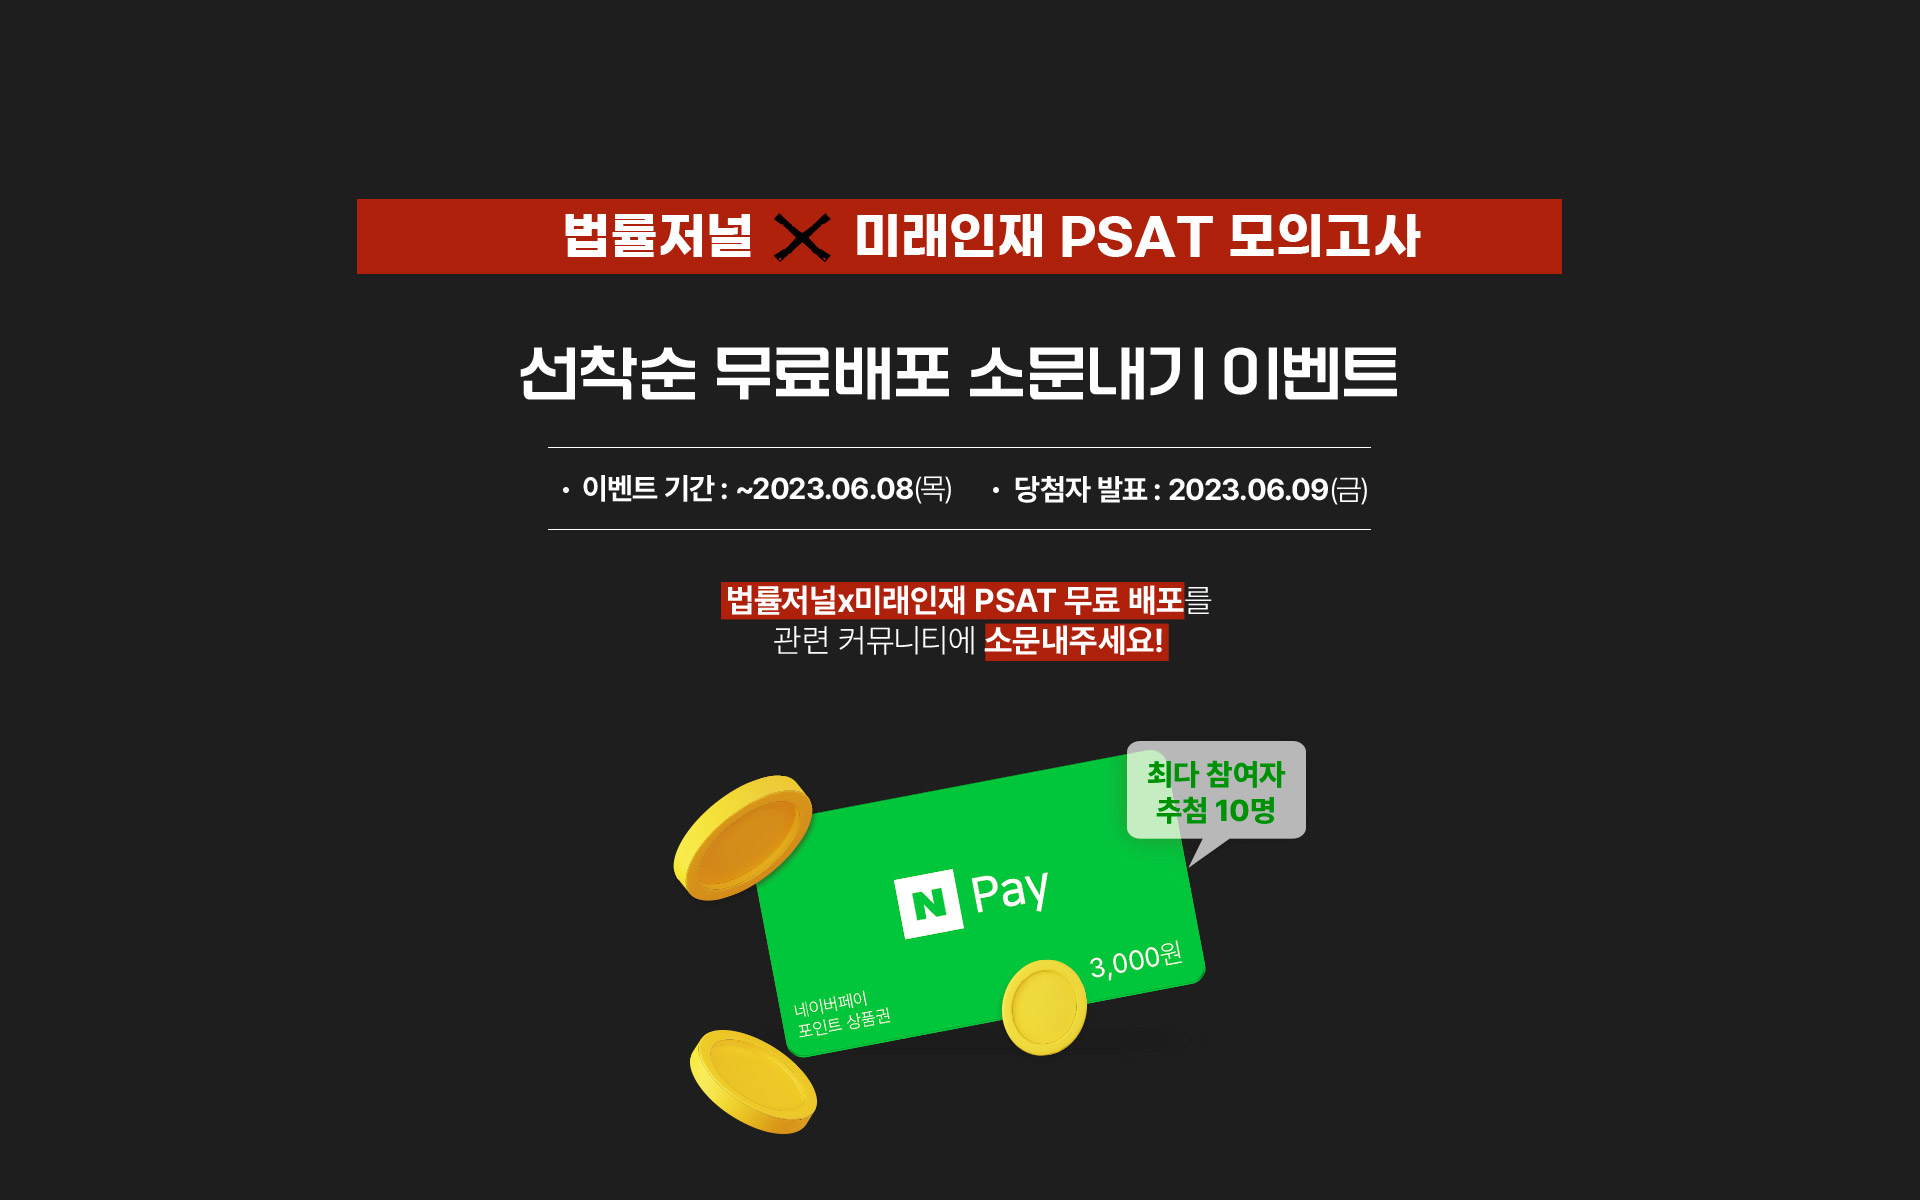 법률저널 X 미래인재 PSAT 모의고사
선착순 무료배포 소문내기 이벤트
• 이벤트 기간 : ~2023.06.08(목) • 당첨자 발표 : 2023.06.09(금)
법률저널x미래인재 PSAT 무료 배포를
관련 커뮤니티에 소문내주세요!
최다 참여자
추첨 10명
N Pay
3,000원
네이버페이
포인트 상품권